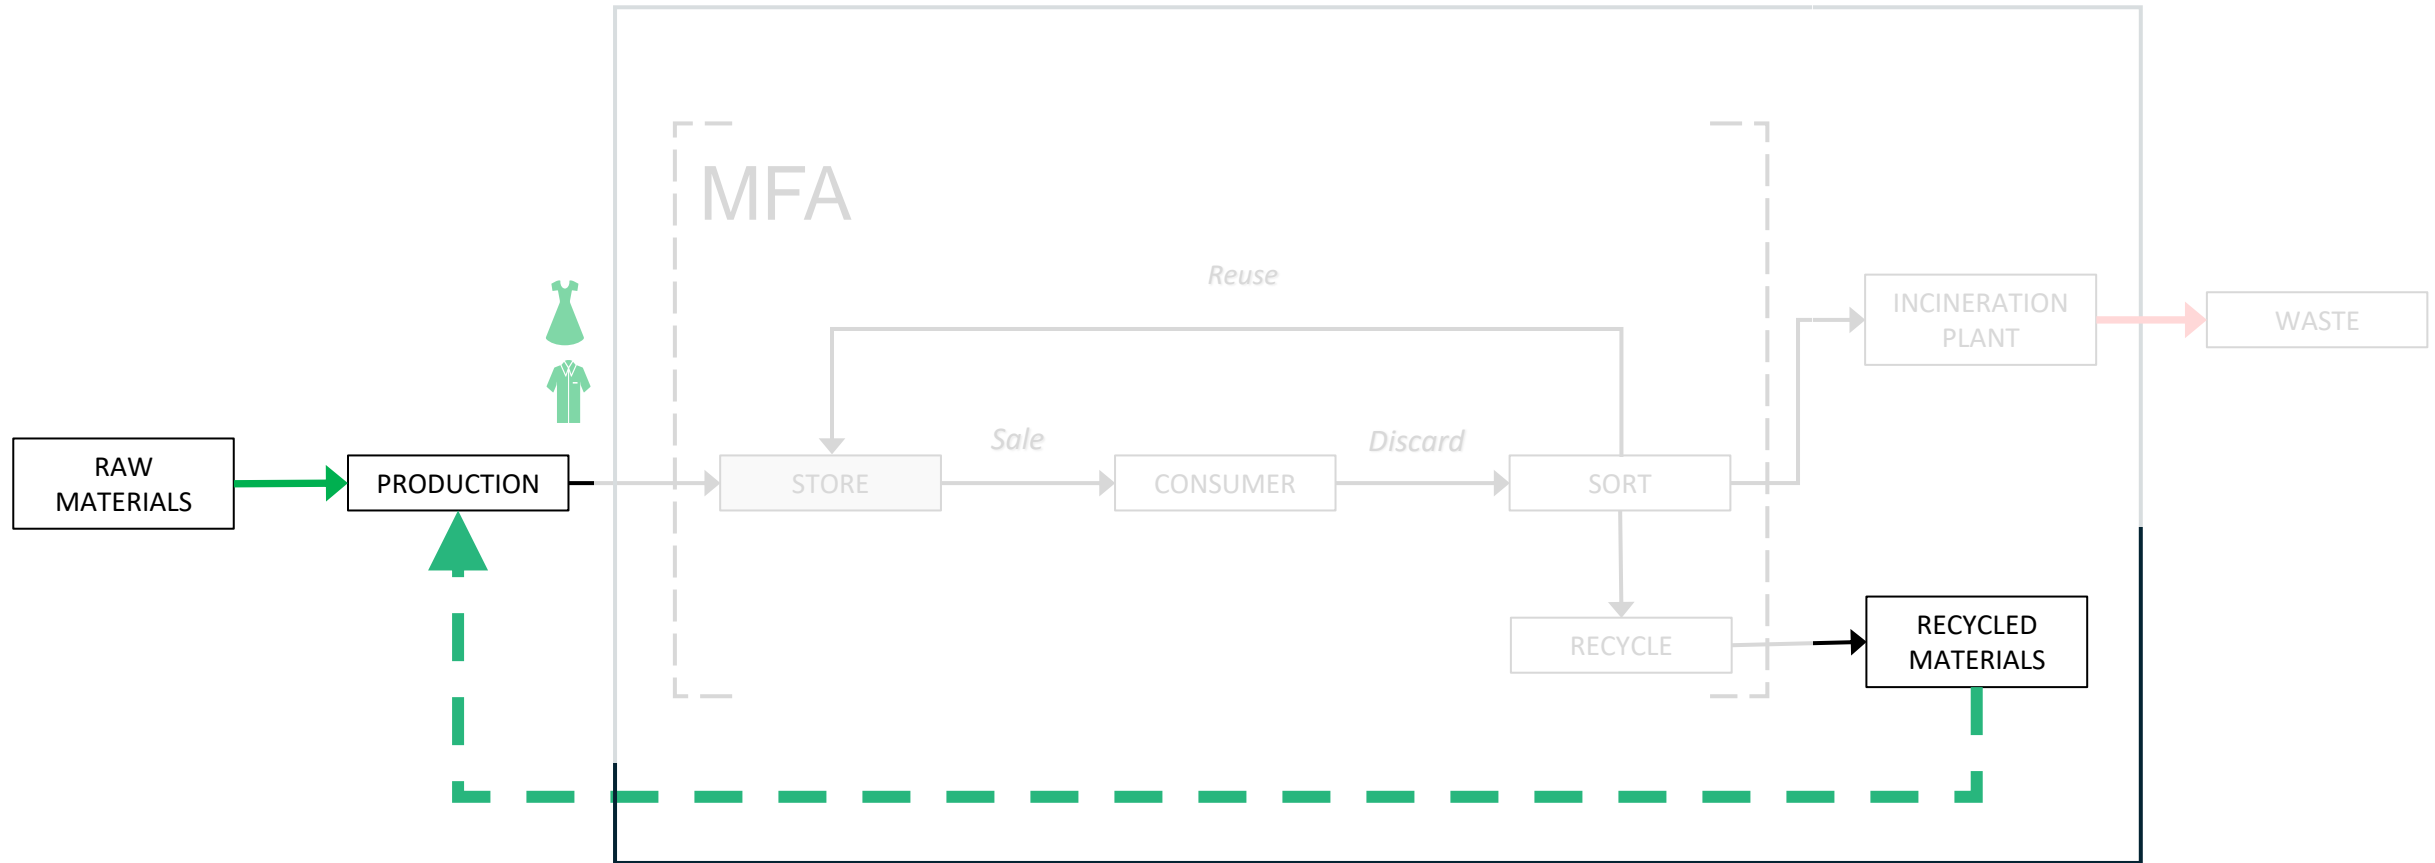 MFA
Reuse
INCINERATION
PLANT
WASTE
Sale
Discard
RAW
MATERIALS
PRODUCTION
STORE
CONSUMER
SORT
RECYCLE
RECYCLED
MATERIALS